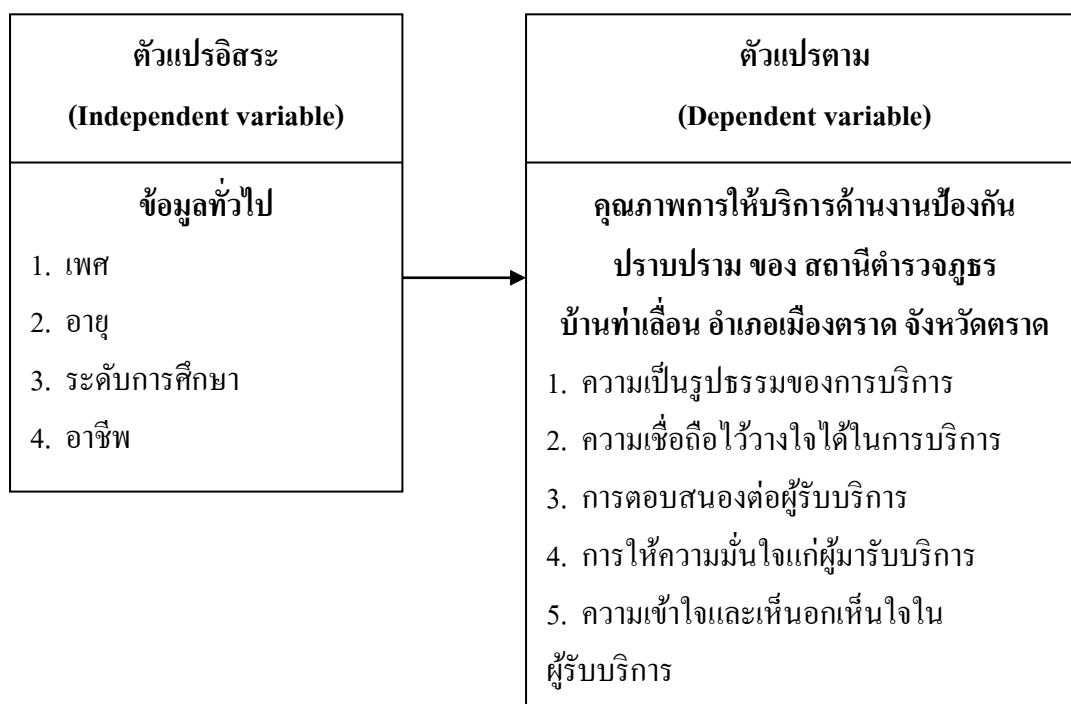 ตัวแปรอิสระ
(Independent variable)
ข้อมูลทั่วไป
1. เพศ
2. อายุ
3. ระดับการศึกษา
4. อาชีพ
ตัวแปรตาม
(Dependent variable)
คุณภาพการให้บริการด้านงานป้องกัน
ปราบปราม ของ สถานีตำรวจภูธร
บ้านท่าเลื่อน อำเภอเมืองตราด จังหวัดตราด
1. ความเป็นรูปธรรมของการบริการ
2. ความเชื่อถือไว้วางใจได้ในการบริการ
3. การตอบสนองต่อผู้รับบริการ
4. การให้ความมั่นใจแก่ผู้มารับบริการ
5. ความเข้าใจและเห็นอกเห็นใจใน
ผู้รับบริการ